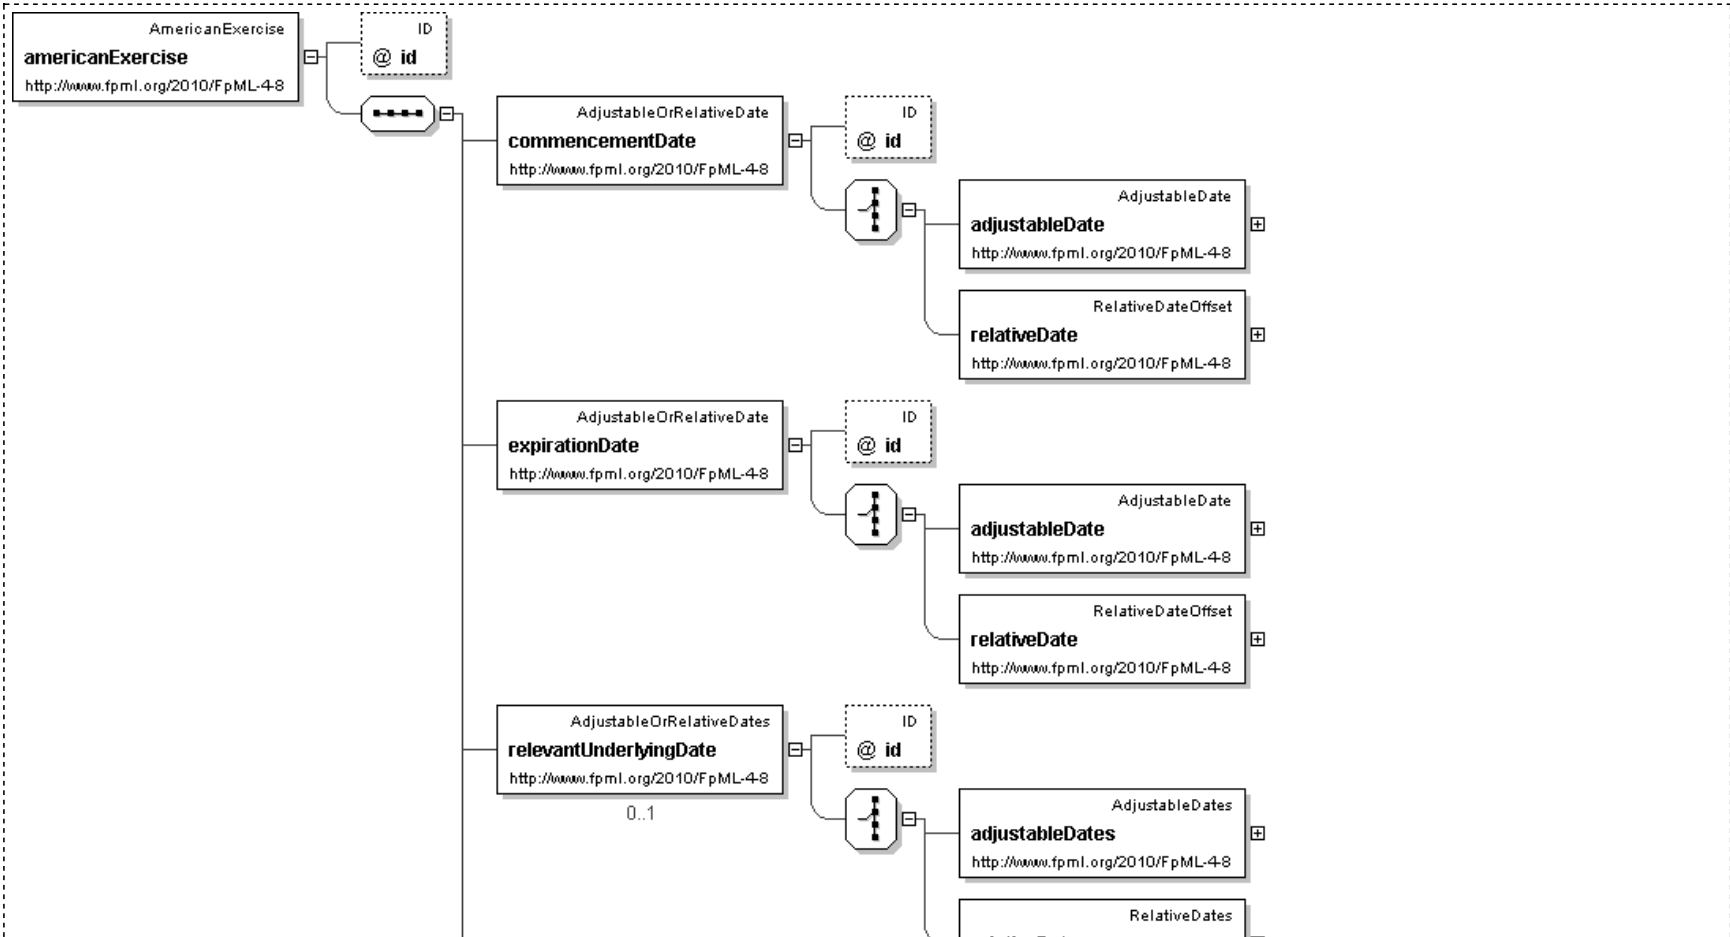 AmericanExercise
americanExercise
http://www.fpml.org/2010/FpML-4-8
ID
@ id
AdjustableOrRelativeDate
commencementDate
http://www.fpml.org/2010/FpML-4-8
ID
@ id
AdjustableDate
adjustableDate
http://www.fpml.org/2010/FpML-4-8
RelativeDateOffset
relativeDate
http://www.fpml.org/2010/FpML-4-8
AdjustableOrRelativeDate
expirationDate
http://www.fpml.org/2010/FpML-4-8
ID
@ id
AdjustableDate
adjustableDate
http://www.fpml.org/2010/FpML-4-8
RelativeDateOffset
relativeDate
http://www.fpml.org/2010/FpML-4-8
AdjustableOrRelativeDates
relevantUnderlyingDate
http://www.fpml.org/2010/FpML-4-8
0..1
ID
@ id
AdjustableDates
adjustableDates
http://www.fpml.org/2010/FpML-4-8
RelativeDates